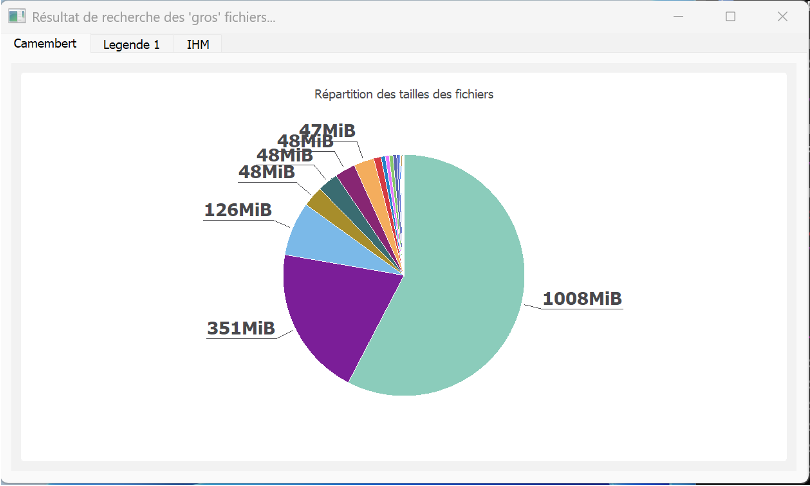 Résultat de recherche des 'gros' fichiers...
Camembert
Legende 1
IHM
Répartition des tailles des fichiers
47MiB
48MiB
48MiB
48MiB
126MiB
1008MiB
351MiB